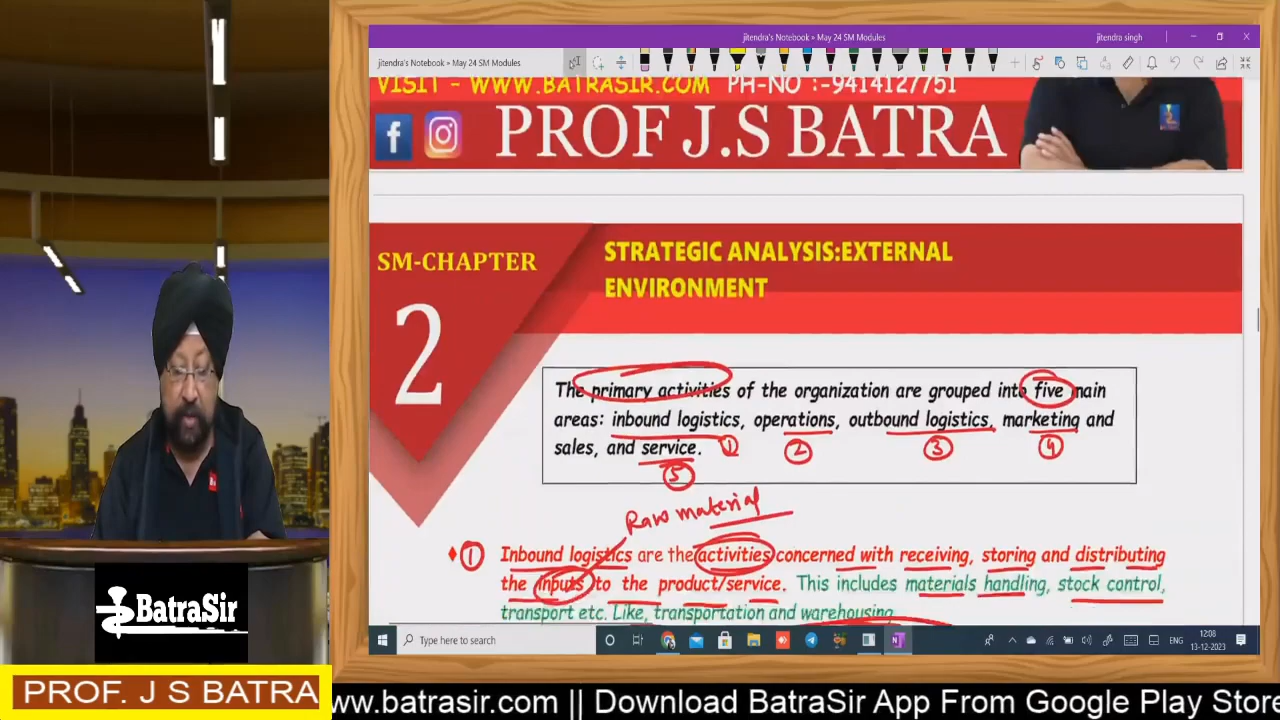 jitendra's Notebook » May 24 SM Modules
jitendra singh
jitendra's Notebook » May 24 SM Modules
VISIT - WWW.BATRASIR.COM PH-NO :-9414127751
PROF J.S BATRA
SM-CHAPTER
2
STRATEGIC ANALYSIS:EXTERNAL
ENVIRONMENT
The primary activities of the organization are grouped into five main
areas: inbound logistics, operations, outbound logistics, marketing and
sales, and service. ① ② ③ ④
⑤
Raw material
① Inbound logistics are the activities concerned with receiving, storing and distributing
the inputs to the product/service. This includes materials handling, stock control,
transport etc. Like, transportation and warehousing
Type here to search
ENG
12:08
13-12-2023
BatraSir
PROF. J S BATRA
www.batrasir.com || Download BatraSir App From Google Play Store